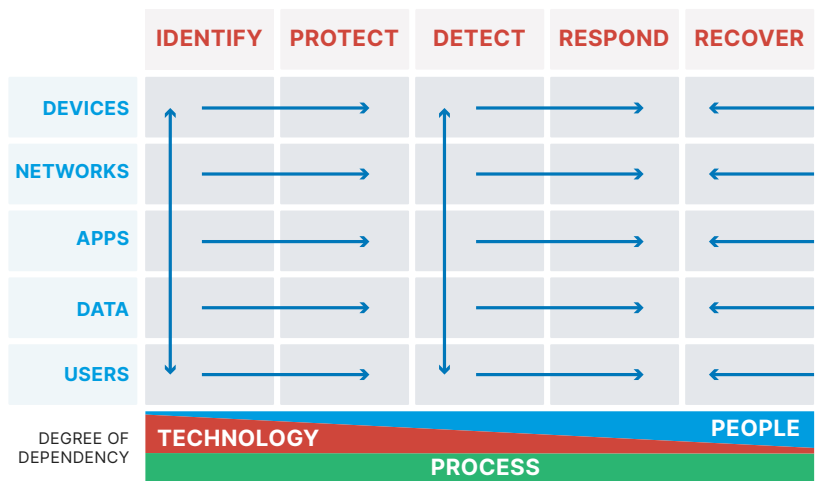 IDENTIFY PROTECT DETECT RESPOND RECOVER
DEVICES
NETWORKS
APPS
DATA
USERS
DEGREE OF
DEPENDENCY
TECHNOLOGY
PEOPLE
PROCESS